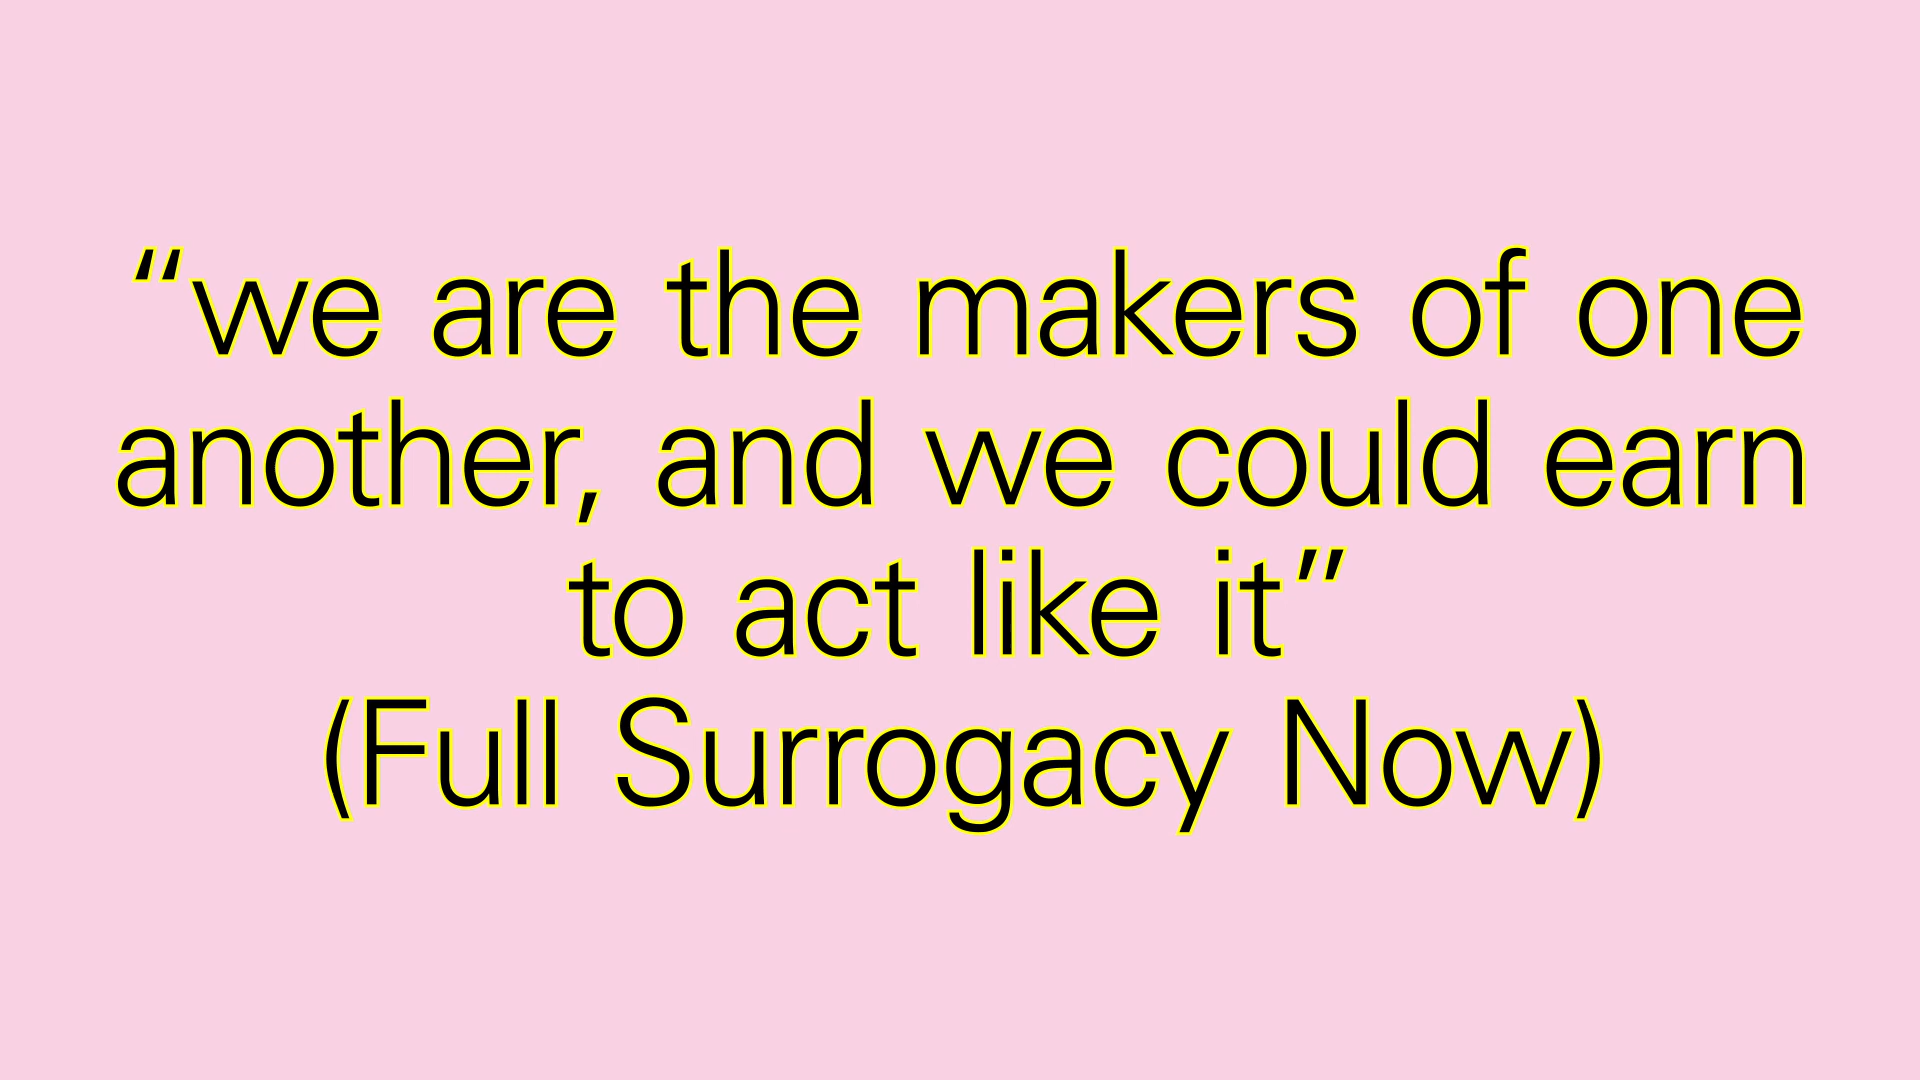 “we are the makers of one
another, and we could earn
to act like it”
(Full Surrogacy Now)